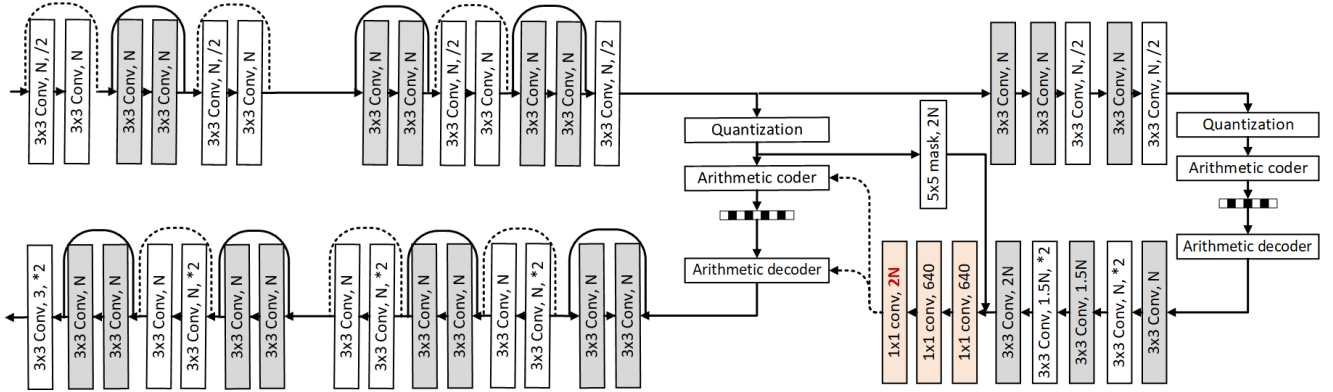 3x3 Conv, N, /2
3x3 Conv, N
3x3 Conv, N
3x3 Conv, N
3x3 Conv, N, /2
3x3 Conv, N
3x3 Conv, N
3x3 Conv, N
3x3 Conv, N, /2
3x3 Conv, N
3x3 Conv, N
3x3 Conv, N
3x3 Conv, N, /2
Quantization
Arithmetic coder
Arithmetic decoder
5x5 mask, 2N
3x3 Conv, N
3x3 Conv, N
3x3 Conv, N, /2
3x3 Conv, N
3x3 Conv, N, /2
Quantization
Arithmetic coder
Arithmetic decoder
3x3 Conv, 3, *2
3x3 Conv, N
3x3 Conv, N
3x3 Conv, N
3x3 Conv, N, *2
3x3 Conv, N
3x3 Conv, N
3x3 Conv, N
3x3 Conv, N, *2
3x3 Conv, N
3x3 Conv, N
3x3 Conv, N
3x3 Conv, N, *2
3x3 Conv, N
3x3 Conv, N
1x1 conv, 2N
1x1 conv, 640
1x1 conv, 640
3x3 Conv, 2N
3x3 Conv, 1.5N, *2
3x3 Conv, 1.5N
3x3 Conv, N, *2
3x3 Conv, N